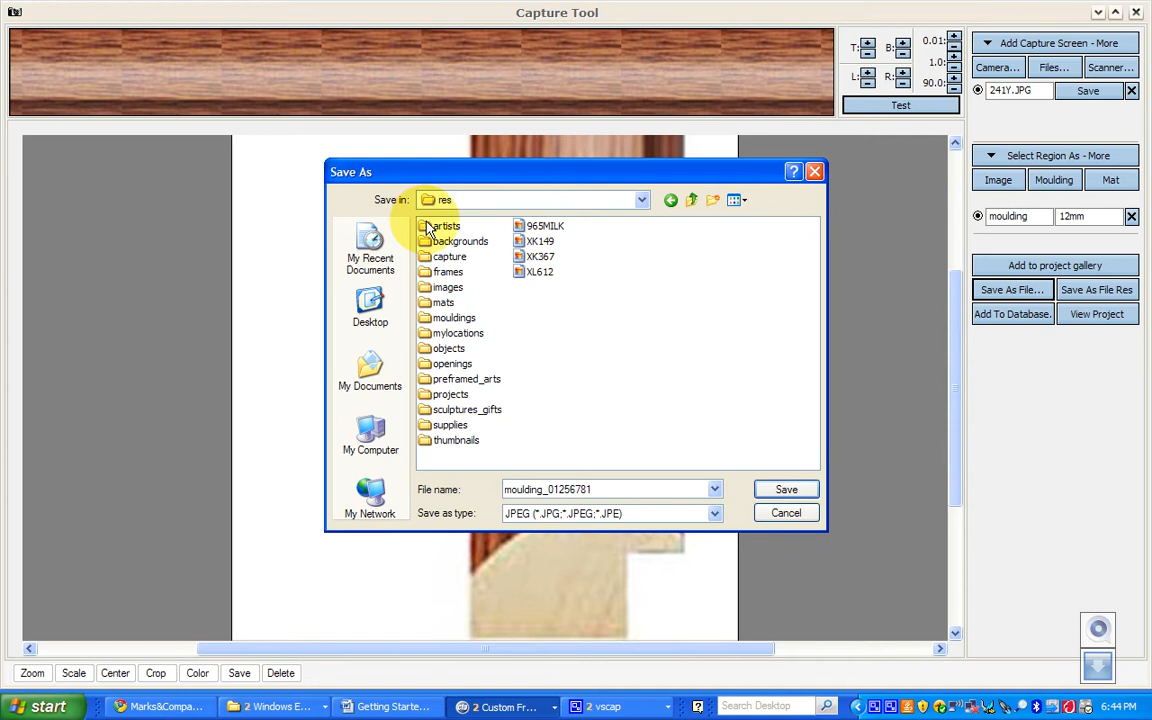 Capture Tool
T: B: 0.01: Add Capture Screen - More
1.0: Camera... Files... Scanner...
L: R: 90.0: 241Y.JPG Save
Test
Select Region As - More
Image Moulding Mat
moulding 12mm
Add to project gallery
Save As File... Save As File Res
Add To Database. View Project
Save As
Save in: res
My Recent Documents
Desktop
My Documents
My Computer
My Network
artists
backgrounds
capture
frames
images
mats
mouldings
mylocations
objects
openings
preframed_arts
projects
sculptures_gifts
supplies
thumbnails
965MILK
XK149
XK367
XL612
File name: moulding_01256781 Save
Save as type: JPEG (*.JPG;*.JPEG;*.JPE) Cancel
Zoom Scale Center Crop Color Save Delete
start Marks&Compa... 2 Windows E... Getting Starte... 2 Custom Fr... 2 vscap Search Desktop 6:44 PM